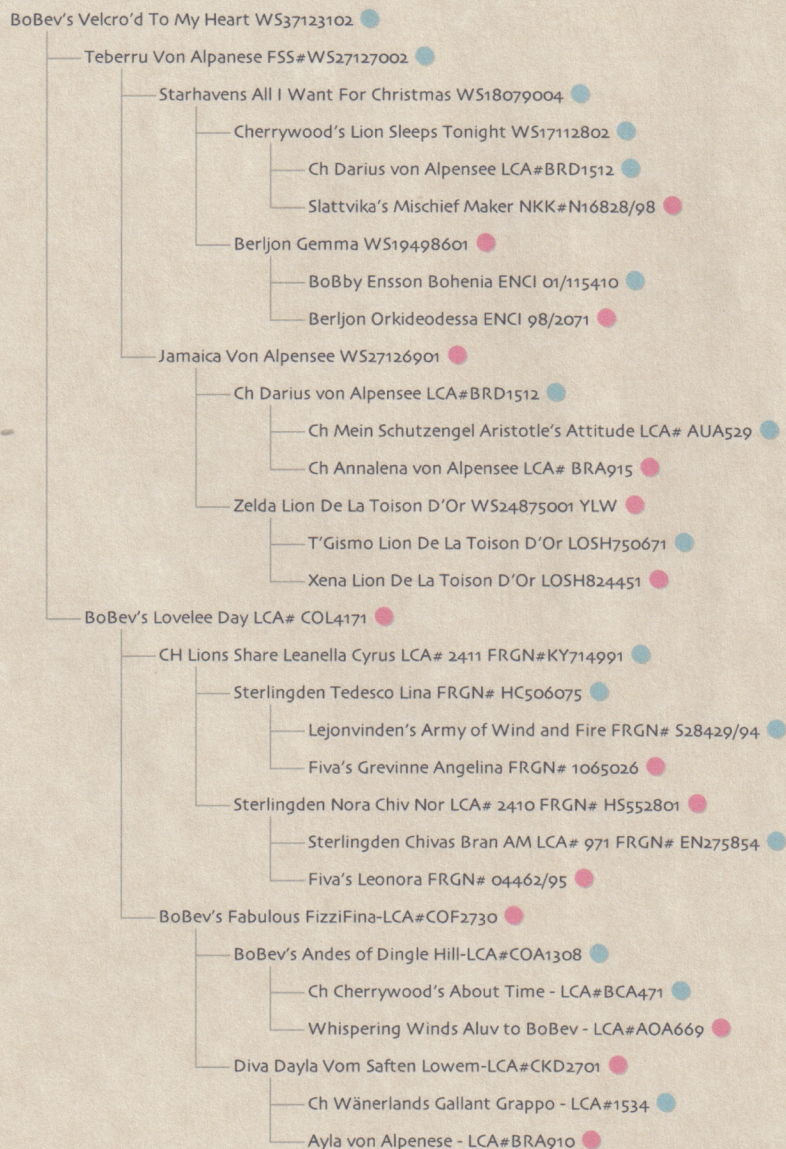 BoBev's Velcro'd To My Heart WS37123102
Teberru Von Alpanese FSS#WS27127002
Starhavens All I Want For Christmas WS18079004
Cherrywood's Lion Sleeps Tonight WS17112802
Ch Darius von Alpensee LCA#BRD1512
Slattvika's Mischief Maker NKK#N16828/98
Berljon Gemma WS19498601
BoBby Ensson Bohenia ENCI 01/115410
Berljon Orkideodessa ENCI 98/2071
Jamaica Von Alpensee WS27126901
Ch Darius von Alpensee LCA#BRD1512
Ch Mein Schutzengel Aristotle's Attitude LCA# AUA529
Ch Annalena von Alpensee LCA# BRA915
Zelda Lion De La Toison D'Or WS24875001 YLW
T'Gismo Lion De La Toison D'Or LOSH750671
Xena Lion De La Toison D'Or LOSH824451
BoBev's Lovelee Day LCA# COL4171
CH Lions Share Leanella Cyrus LCA# 2411 FRGN#KY714991
Sterlingden Tedesco Lina FRGN# HC506075
Lejonvinden's Army of Wind and Fire FRGN# S28429/94
Fiva's Grevinne Angelina FRGN# 1065026
Sterlingden Nora Chiv Nor LCA# 2410 FRGN# HS552801
Sterlingden Chivas Bran AM LCA# 971 FRGN# EN275854
Fiva's Leonora FRGN# 04462/95
BoBev's Fabulous FizziFina-LCA#COF2730
BoBev's Andes of Dingle Hill-LCA#COA1308
Ch Cherrywood's About Time - LCA#BCA471
Whispering Winds Aluv to BoBev - LCA#AOA669
Diva Dayla Vom Saften Lowem-LCA#CKD2701
Ch Wänerlands Gallant Grappo - LCA#1534
Ayla von Alpenese - LCA#BRA910